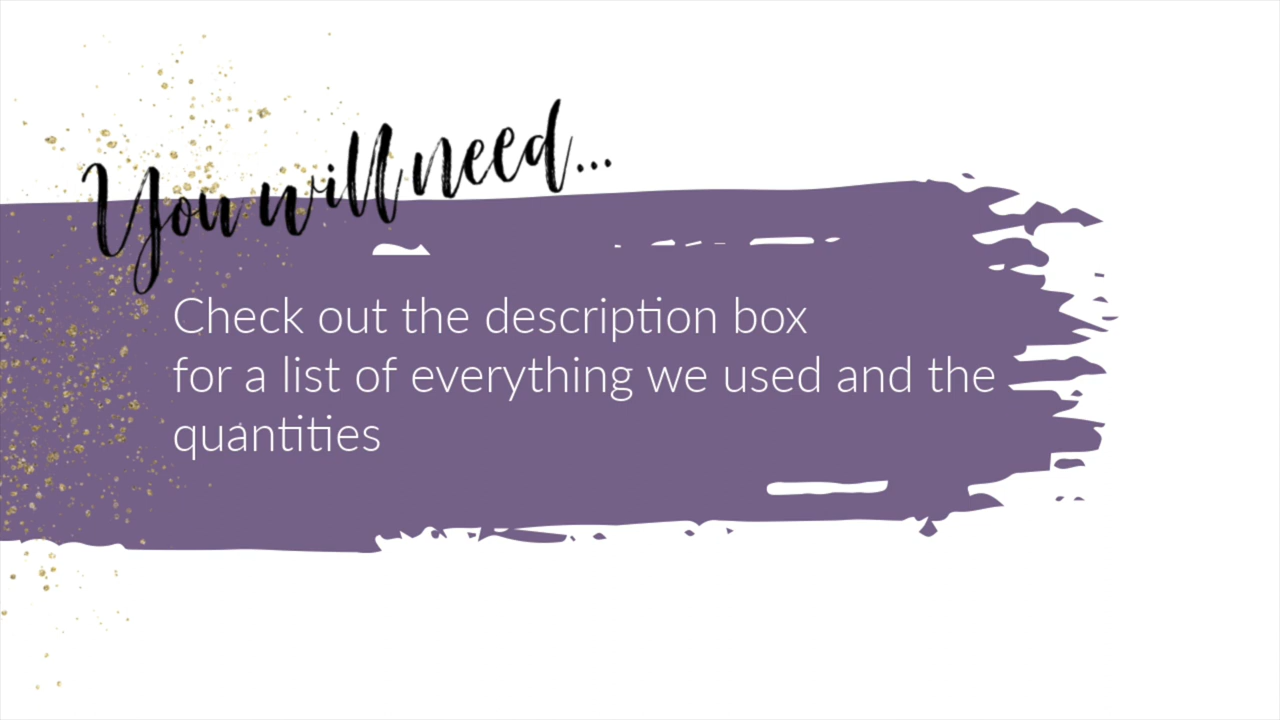 You will need...
Check out the description box
for a list of everything we used and the
quantities